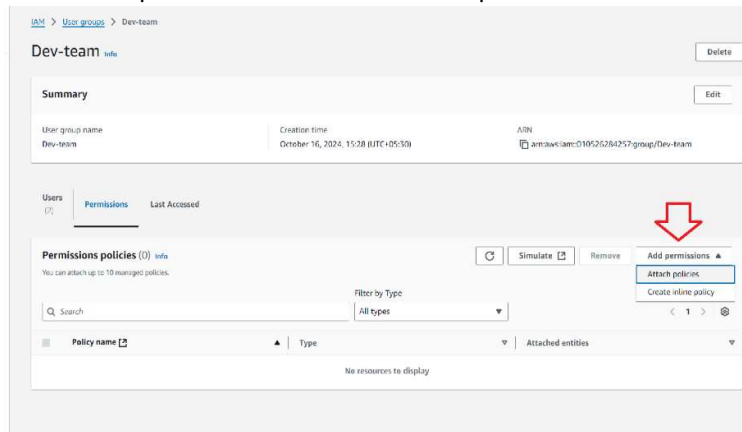 IAM > User groups > Dev-team
Dev-team Info
Delete
Summary
Edit
User group name
Dev-team
Creation time
October 16, 2024, 15:28 (UTC+05:30)
ARN
arn:aws:iam::010526284257:group/Dev-team
Users
(2)
Permissions
Last Accessed
Permissions policies (0) Info
Simulate
Remove
Add permissions
You can attach up to 10 managed policies.
Attach policies
Create inline policy
Filter by Type
Search
All types
1
Policy name
Type
Attached entities
No resources to display